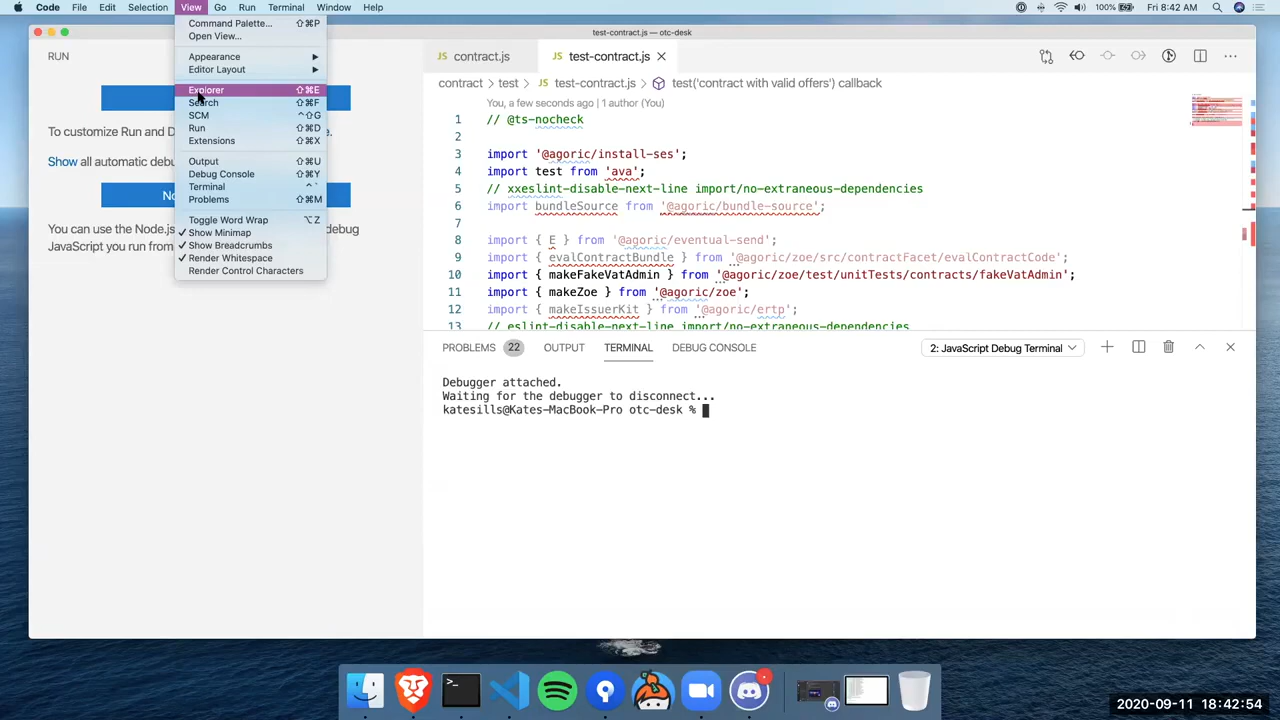 Code File Edit Selection View Go Run Terminal Window Help 100% Fri 8:42 AM
test-contract.js — otc-desk
RUN
To customize Run and D
e.
Show all automatic debu
No
You can use the Node.js
debug
JavaScript you run from
Command Palette... ⇧⌘P
Open View...
Appearance ▶
Editor Layout ▶
Explorer ⇧⌘E
Search ⇧⌘F
SCM ⌃⇧G
Run ⇧⌘D
Extensions ⇧⌘X
Output ⇧⌘U
Debug Console ⇧⌘Y
Terminal ⌃`
Problems ⇧⌘M
Toggle Word Wrap ⌥Z
✓ Show Minimap
✓ Show Breadcrumbs
✓ Render Whitespace
Render Control Characters
JS contract.js JS test-contract.js
contract > test > JS test-contract.js > test('contract with valid offers') callback
You, a few seconds ago | 1 author (You)
1 // @ts-nocheck
2
3 import '@agoric/install-ses';
4 import test from 'ava';
5 // xxeslint-disable-next-line import/no-extraneous-dependencies
6 import bundleSource from '@agoric/bundle-source';
7
8 import { E } from '@agoric/eventual-send';
9 import { evalContractBundle } from '@agoric/zoe/src/contractFacet/evalContractCode';
10 import { makeFakeVatAdmin } from '@agoric/zoe/test/unitTests/contracts/fakeVatAdmin';
11 import { makeZoe } from '@agoric/zoe';
12 import { makeIssuerKit } from '@agoric/ertp';
13 // eslint-disable-next-line import/no-extraneous-dependencies
PROBLEMS 22 OUTPUT TERMINAL DEBUG CONSOLE 2: JavaScript Debug Terminal
Debugger attached.
Waiting for the debugger to disconnect...
katesills@Kates-MacBook-Pro otc-desk %
2020-09-11 18:42:54